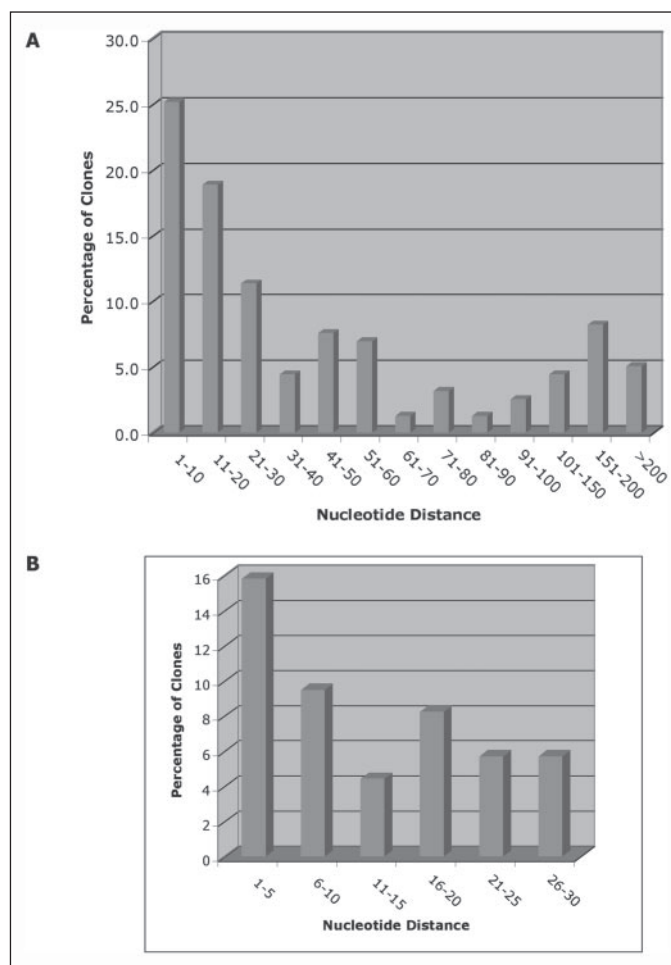 A
Percentage of Clones
30.0
25.0
20.0
15.0
10.0
5.0
0.0
1-10 11-20 21-30 31-40 41-50 51-60 61-70 71-80 81-90 91-100 101-150 151-200 >200
Nucleotide Distance
B
Percentage of Clones
16
14
12
10
8
6
4
2
0
1-5 6-10 11-15 16-20 21-25 26-30
Nucleotide Distance